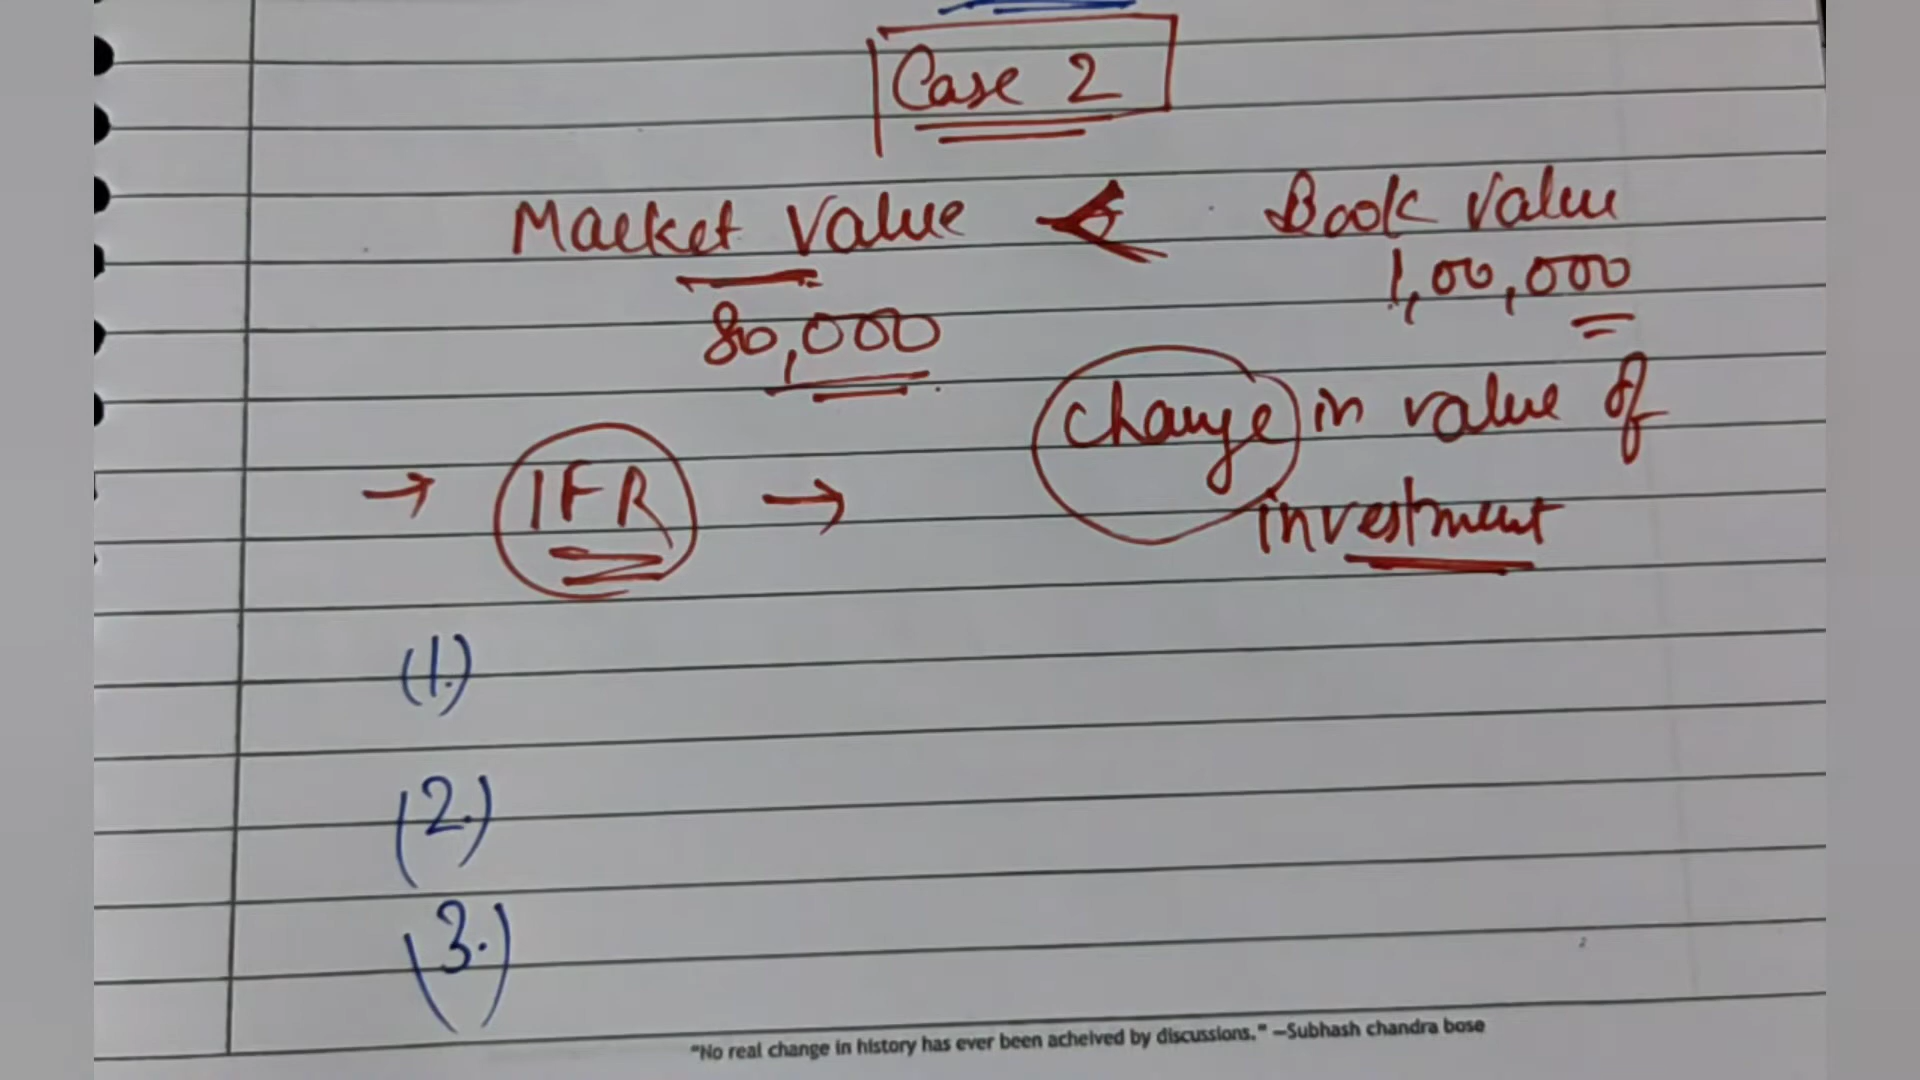 Case 2
Market Value < Book Value
80,000 1,00,000
→ IFR → Change in value of
investment
(1.)
(2.)
(3.)
"No real change in history has ever been acheived by discussions." —Subhash chandra bose